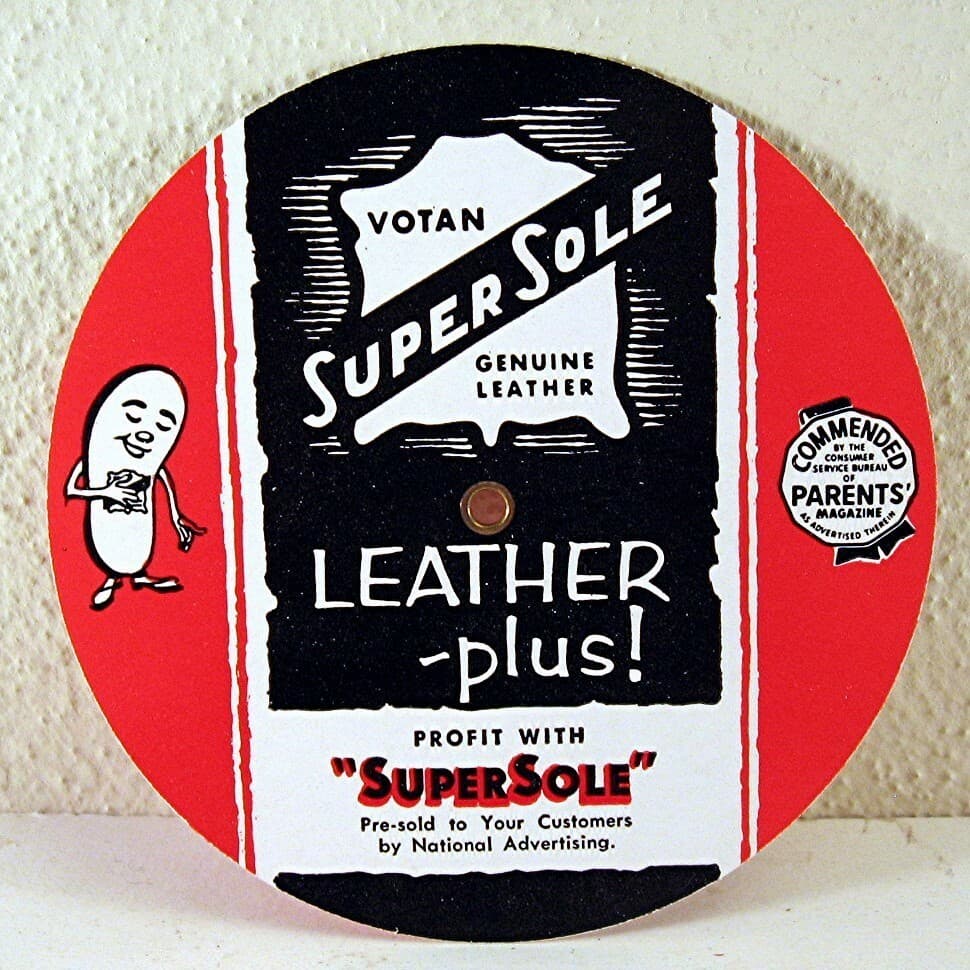 VOTAN
SUPER SOLE
GENUINE
LEATHER
LEATHER
-plus!
PROFIT WITH
"SUPERSOLE"
Pre-sold to Your Customers
by National Advertising.
COMMENDED
BY THE
CONSUMER
SERVICE BUREAU
OF
PARENTS'
MAGAZINE
AS ADVERTISED THEREIN